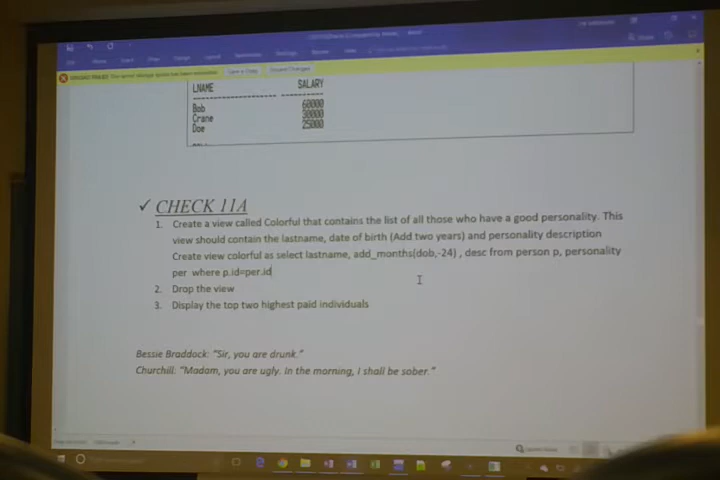 Save a Copy Discard Changes
LNAME SALARY
Bob 60000
Crane 30000
Doe 25000
✓ CHECK 11A
1. Create a view called Colorful that contains the list of all those who have a good personality. This
view should contain the lastname, date of birth (Add two years) and personality description
Create view colorful as select lastname, add_months(dob,-24) , desc from person p, personality
per where p.id=per.id
2. Drop the view
3. Display the top two highest paid individuals
Bessie Braddock: "Sir, you are drunk."
Churchill: "Madam, you are ugly. In the morning, I shall be sober."